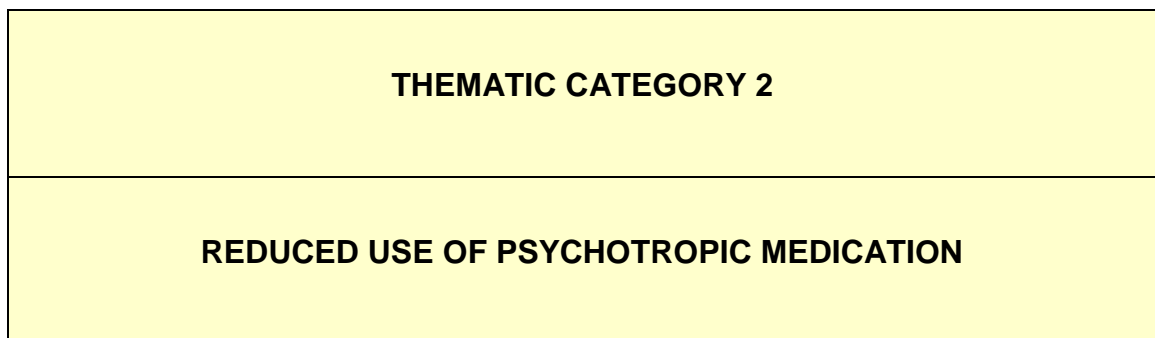 THEMATIC CATEGORY 2
REDUCED USE OF PSYCHOTROPIC MEDICATION